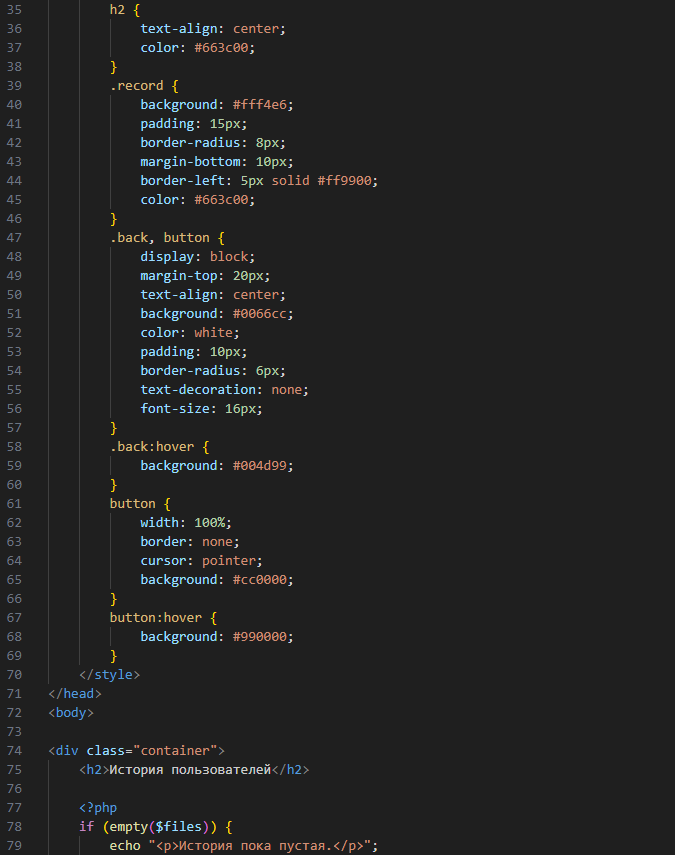 35 h2 {
36 text-align: center;
37 color: #663c00;
38 }
39 .record {
40 background: #fff4e6;
41 padding: 15px;
42 border-radius: 8px;
43 margin-bottom: 10px;
44 border-left: 5px solid #ff9900;
45 color: #663c00;
46 }
47 .back, button {
48 display: block;
49 margin-top: 20px;
50 text-align: center;
51 background: #0066cc;
52 color: white;
53 padding: 10px;
54 border-radius: 6px;
55 text-decoration: none;
56 font-size: 16px;
57 }
58 .back:hover {
59 background: #004d99;
60 }
61 button {
62 width: 100%;
63 border: none;
64 cursor: pointer;
65 background: #cc0000;
66 }
67 button:hover {
68 background: #990000;
69 }
70 </style>
71 </head>
72 <body>
73
74 <div class="container">
75 <h2>История пользователей</h2>
76
77 <?php
78 if (empty($files)) {
79 echo "<p>История пока пустая.</p>";